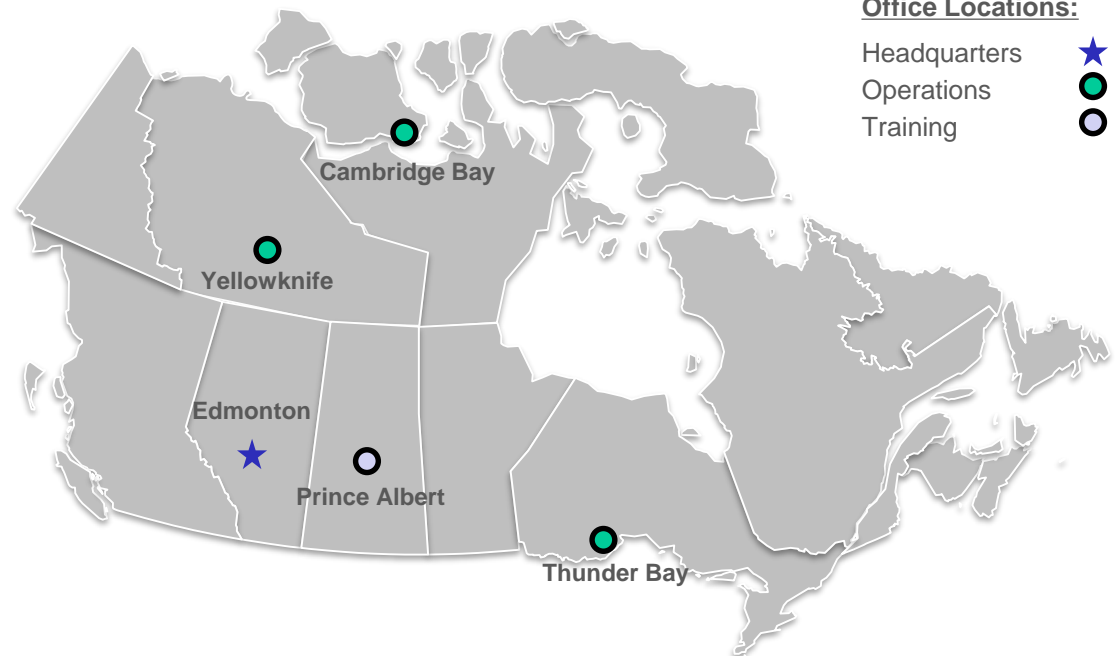 Office Locations:
Headquarters
Operations
Training
Cambridge Bay
Yellowknife
Edmonton
Prince Albert
Thunder Bay